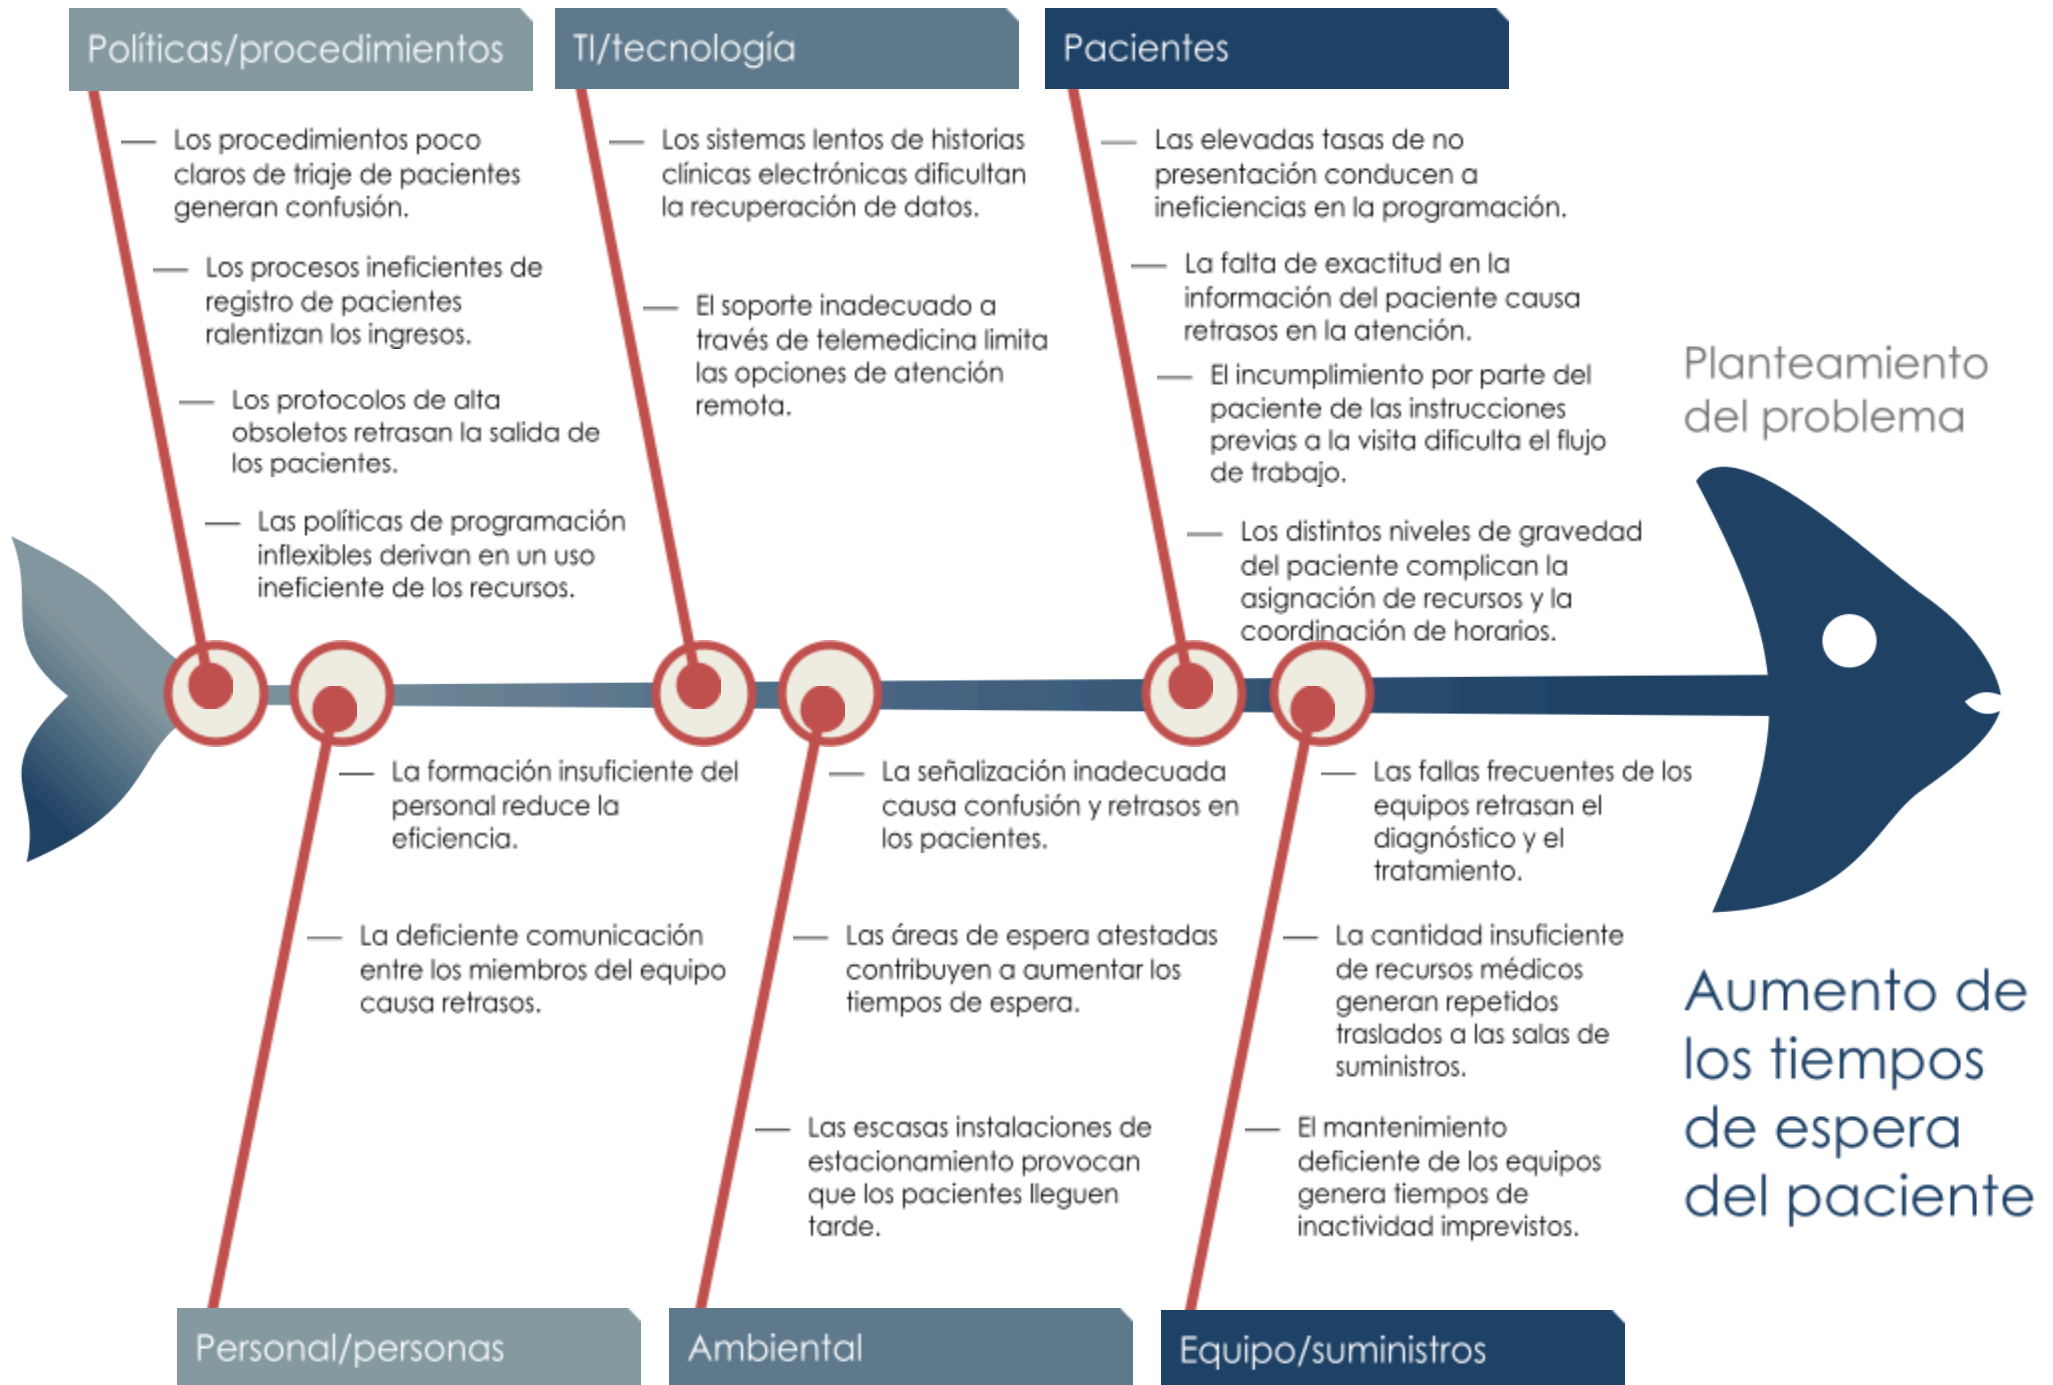 Políticas/procedimientos
Los procedimientos poco
claros de triaje de pacientes
generan confusión.
Los procesos ineficientes de
registro de pacientes
ralentizan los ingresos.
Los protocolos de alta
obsoletos retrasan la salida de
los pacientes.
Las políticas de programación
inflexibles derivan en un uso
ineficiente de los recursos.
TI/tecnología
Los sistemas lentos de historias
clínicas electrónicas dificultan
la recuperación de datos.
El soporte inadecuado a
través de telemedicina limita
las opciones de atención
remota.
Pacientes
Las elevadas tasas de no
presentación conducen a
ineficiencias en la programación.
La falta de exactitud en la
información del paciente causa
retrasos en la atención.
El incumplimiento por parte del
paciente de las instrucciones
previas a la visita dificulta el flujo
de trabajo.
Los distintos niveles de gravedad
del paciente complican la
asignación de recursos y la
coordinación de horarios.
Planteamiento
del problema
La formación insuficiente del
personal reduce la
eficiencia.
La deficiente comunicación
entre los miembros del equipo
causa retrasos.
Personal/personas
La señalización inadecuada
causa confusión y retrasos en
los pacientes.
Las áreas de espera atestadas
contribuyen a aumentar los
tiempos de espera.
Las escasas instalaciones de
estacionamiento provocan
que los pacientes lleguen
tarde.
Ambiental
Las fallas frecuentes de los
equipos retrasan el
diagnóstico y el
tratamiento.
La cantidad insuficiente
de recursos médicos
generan repetidos
traslados a las salas de
suministros.
El mantenimiento
deficiente de los equipos
genera tiempos de
inactividad imprevistos.
Equipo/suministros
Aumento de
los tiempos
de espera
del paciente